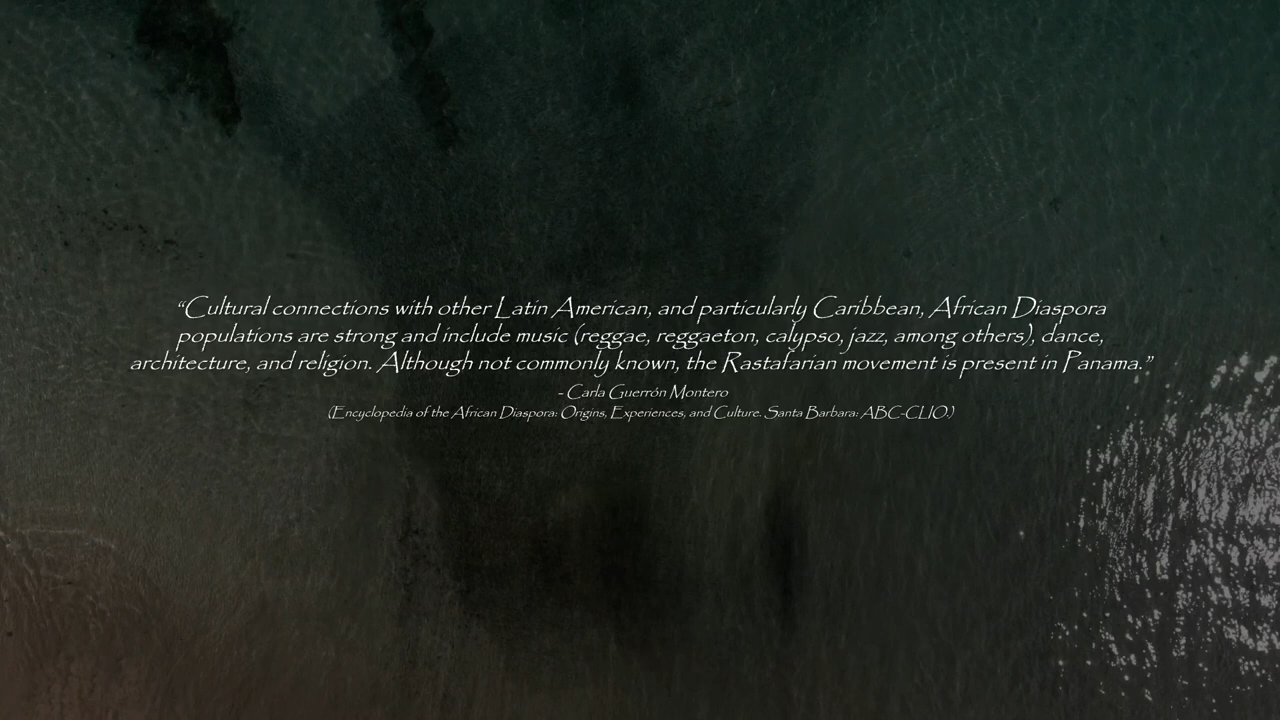 “Cultural connections with other Latin American, and particularly Caribbean, African Diaspora
populations are strong and include music (reggae, reggaeton, calypso, jazz, among others), dance,
architecture, and religion. Although not commonly known, the Rastafarian movement is present in Panama.”
- Carla Guerrón Montero
(Encyclopedia of the African Diaspora: Origins, Experiences, and Culture. Santa Barbara: ABC-CLIO.)